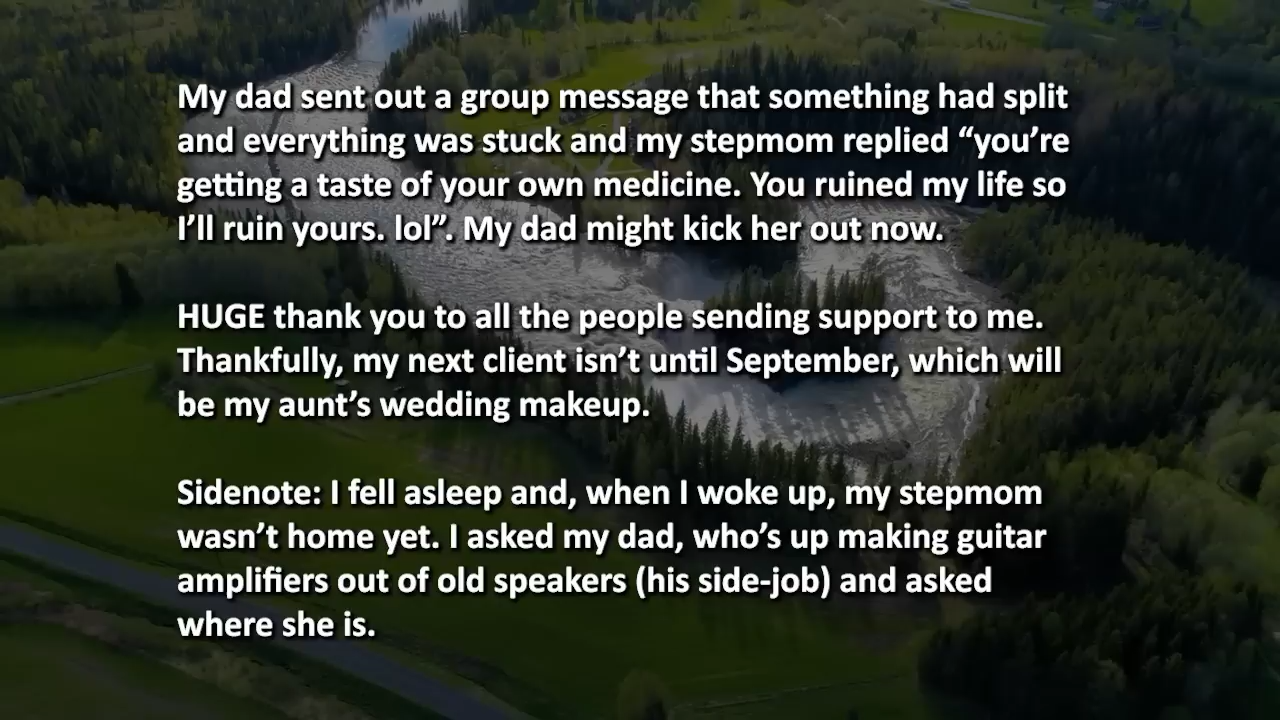 My dad sent out a group message that something had split
and everything was stuck and my stepmom replied “you’re
getting a taste of your own medicine. You ruined my life so
I’ll ruin yours. lol”. My dad might kick her out now.
HUGE thank you to all the people sending support to me.
Thankfully, my next client isn’t until September, which will
be my aunt’s wedding makeup.
Sidenote: I fell asleep and, when I woke up, my stepmom
wasn’t home yet. I asked my dad, who’s up making guitar
amplifiers out of old speakers (his side-job) and asked
where she is.